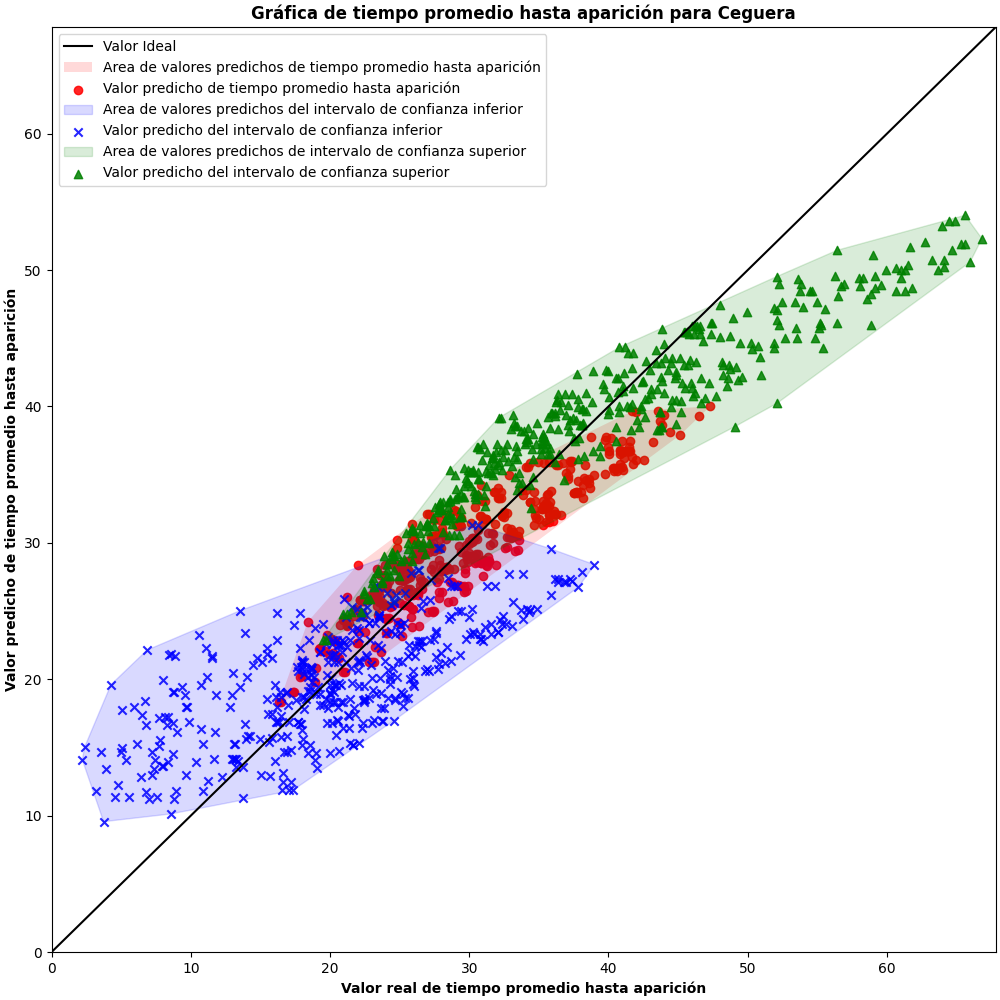 Gráfica de tiempo promedio hasta aparición para Ceguera
Valor Ideal
Area de valores predichos de tiempo promedio hasta aparición
Valor predicho de tiempo promedio hasta aparición
Area de valores predichos del intervalo de confianza inferior
Valor predicho del intervalo de confianza inferior
Area de valores predichos de intervalo de confianza superior
Valor predicho del intervalo de confianza superior
Valor predicho de tiempo promedio hasta aparición
60
50
40
30
20
10
0
0 10 20 30 40 50 60
Valor real de tiempo promedio hasta aparición